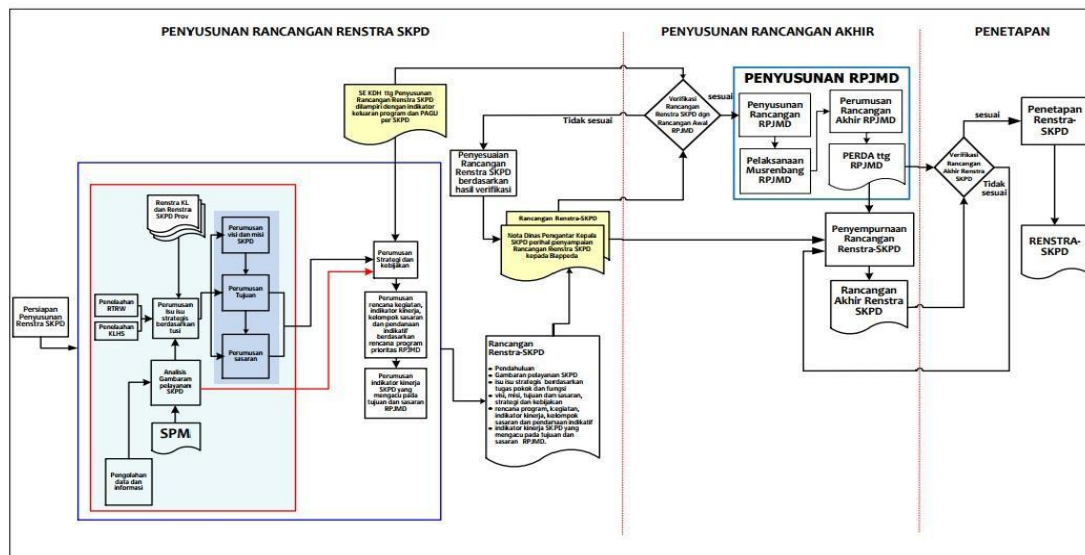 PENYUSUNAN RANCANGAN RENSTRA SKPD
PENYUSUNAN RANCANGAN AKHIR
PENETAPAN
SE KDH ttg Penyusunan
Rancangan Renstra SKPD
dilampiri dengan indikator
keluaran program dan PAGU
per SKPD
Verifikasi
Rancangan
Renstra SKPD dgn
Rancangan Awal
RPJMD
sesuai
Tidak sesuai
Penyesuaian
Rancangan
Renstra SKPD
berdasarkan
hasil verifikasi
PENYUSUNAN RPJMD
Penyusunan
Rancangan
RPJMD
Perumusan
Rancangan
Akhir RPJMD
Pelaksanaan
Musrenbang
RPJMD
PERDA ttg
RPJMD
sesuai
Verifikasi
Rancangan
Akhir Renstra
SKPD
Tidak
sesuai
Penetapan
Renstra-
SKPD
RENSTRA-
SKPD
Renstra KL
dan Renstra
SKPD Prov
Perumusan
visi dan misi
SKPD
Perumusan
Tujuan
Perumusan
sasaran
Persiapan
Penyusunan
Renstra SKPD
Penelaahan
RTRW
Penelaahan
KLHS
Perumusan
Isu isu
strategis
berdasarkan
tusi
Analisis
Gambaran
pelayanan
SKPD
SPM
Pengolahan
data dan
informasi
Perumusan
Strategi dan
kebijakan
Perumusan
rencana kegiatan,
indikator kinerja,
kelompok sasaran
dan pendanaan
indikatif
berdasarkan
rencana program
prioritas RPJMD
Perumusan
indikator kinerja
SKPD yang
mengacu pada
tujuan dan
sasaran RPJMD
Rancangan Renstra-SKPD
Nota Dinas Pengantar Kepala
SKPD perihal penyampaian
Rancangan Renstra SKPD
kepada Biappeda
Rancangan
Renstra-SKPD
• Pendahuluan
• Gambaran pelayanan SKPD
• isu isu strategis berdasarkan
tugas pokok dan fungsi
• visi, misi, tujuan dam sasaran,
strategi dan kebijakan
• rencana program, kegiatan,
indikator kinerja, kelompok
sasaran dan pendanaan indikatif
• indikator kinerja SKPD yang
mengacu pada tujuan dan
sasaran RPJMD.
Penyempurnaan
Rancangan
Renstra-SKPD
Rancangan
Akhir Renstra
SKPD